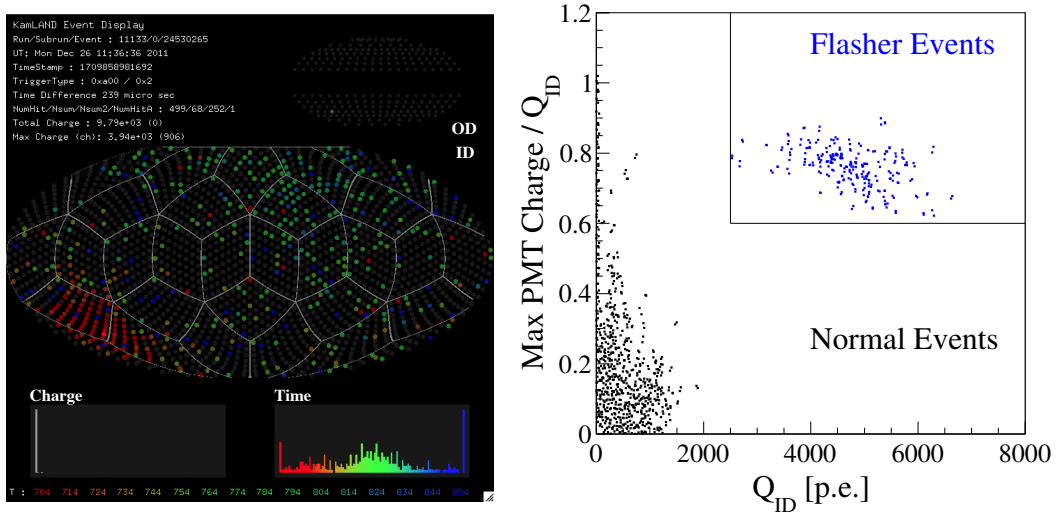 KamLAND Event Display
Run/Subrun/Event : 11133/0/24530265
UT: Mon Dec 26 11:36:36 2011
TimeStamp : 1709858981692
TriggerType : 0xa00 / 0x2
Time Difference 239 micro sec
NumHit/Nsum/Nsum2/NumHitA : 499/68/252/1
Total Charge : 9.79e+03 (0)
Max Charge (ch): 3.94e+03 (906)
OD
ID
Charge
Time
T : 704 714 724 734 744 754 764 774 784 794 804 814 824 834 844 854
Max PMT Charge / Q_ID
1.2
1
0.8
0.6
0.4
0.2
0
Flasher Events
Normal Events
0 2000 4000 6000 8000
Q_ID [p.e.]